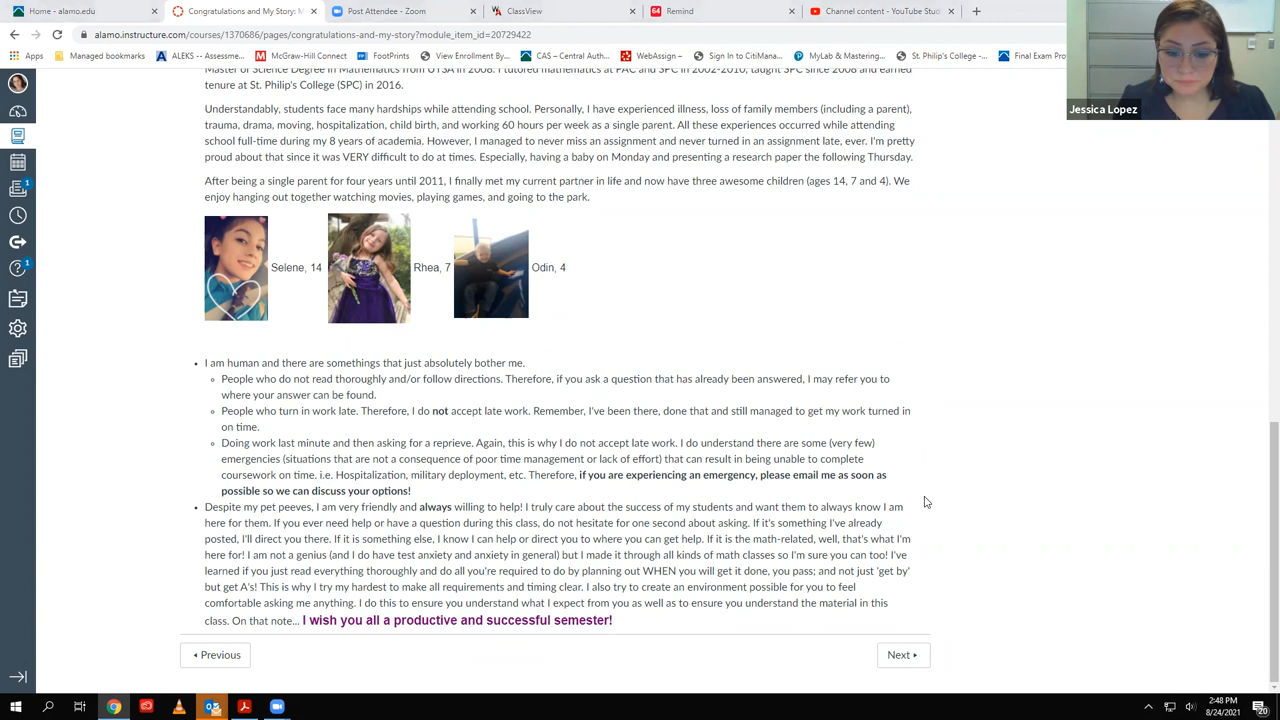 Home - alamo.edu
Congratulations and My Story: M
Post Attendee - Zoom
ClassView
Remind
Channel content - YouTube Stud
alamo.instructure.com/courses/1370686/pages/congratulations-and-my-story?module_item_id=20729422
Apps Managed bookmarks ALEKS -- Assessme... McGraw-Hill Connect FootPrints View Enrollment By... CAS – Central Auth... WebAssign -... Sign In to CitiMana... MyLab & Mastering St. Philip's College -... Final Exam Pro
Jessica Lopez
Master of Science Degree in Mathematics from UTSA in 2008. I tutored mathematics at PAC and SPC in 2002-2010, taught SPC since 2008 and earned
tenure at St. Philip's College (SPC) in 2016.
Understandably, students face many hardships while attending school. Personally, I have experienced illness, loss of family members (including a parent),
trauma, drama, moving, hospitalization, child birth, and working 60 hours per week as a single parent. All these experiences occurred while attending
school full-time during my 8 years of academia. However, I managed to never miss an assignment and never turned in an assignment late, ever. I'm pretty
proud about that since it was VERY difficult to do at times. Especially, having a baby on Monday and presenting a research paper the following Thursday.
After being a single parent for four years until 2011, I finally met my current partner in life and now have three awesome children (ages 14, 7 and 4). We
enjoy hanging out together watching movies, playing games, and going to the park.
Selene, 14 Rhea, 7 Odin, 4
• I am human and there are somethings that just absolutely bother me.
◦ People who do not read thoroughly and/or follow directions. Therefore, if you ask a question that has already been answered, I may refer you to
where your answer can be found.
◦ People who turn in work late. Therefore, I do not accept late work. Remember, I've been there, done that and still managed to get my work turned in
on time.
◦ Doing work last minute and then asking for a reprieve. Again, this is why I do not accept late work. I do understand there are some (very few)
emergencies (situations that are not a consequence of poor time management or lack of effort) that can result in being unable to complete
coursework on time. i.e. Hospitalization, military deployment, etc. Therefore, if you are experiencing an emergency, please email me as soon as
possible so we can discuss your options!
• Despite my pet peeves, I am very friendly and always willing to help! I truly care about the success of my students and want them to always know I am
here for them. If you ever need help or have a question during this class, do not hesitate for one second about asking. If it's something I've already
posted, I'll direct you there. If it is something else, I know I can help or direct you to where you can get help. If it is the math-related, well, that's what I'm
here for! I am not a genius (and I do have test anxiety and anxiety in general) but I made it through all kinds of math classes so I'm sure you can too! I've
learned if you just read everything thoroughly and do all you're required to do by planning out WHEN you will get it done, you pass; and not just 'get by'
but get A's! This is why I try my hardest to make all requirements and timing clear. I also try to create an environment possible for you to feel
comfortable asking me anything. I do this to ensure you understand what I expect from you as well as to ensure you understand the material in this
class. On that note... I wish you all a productive and successful semester!
Previous
Next
2:48 PM
8/24/2021
20